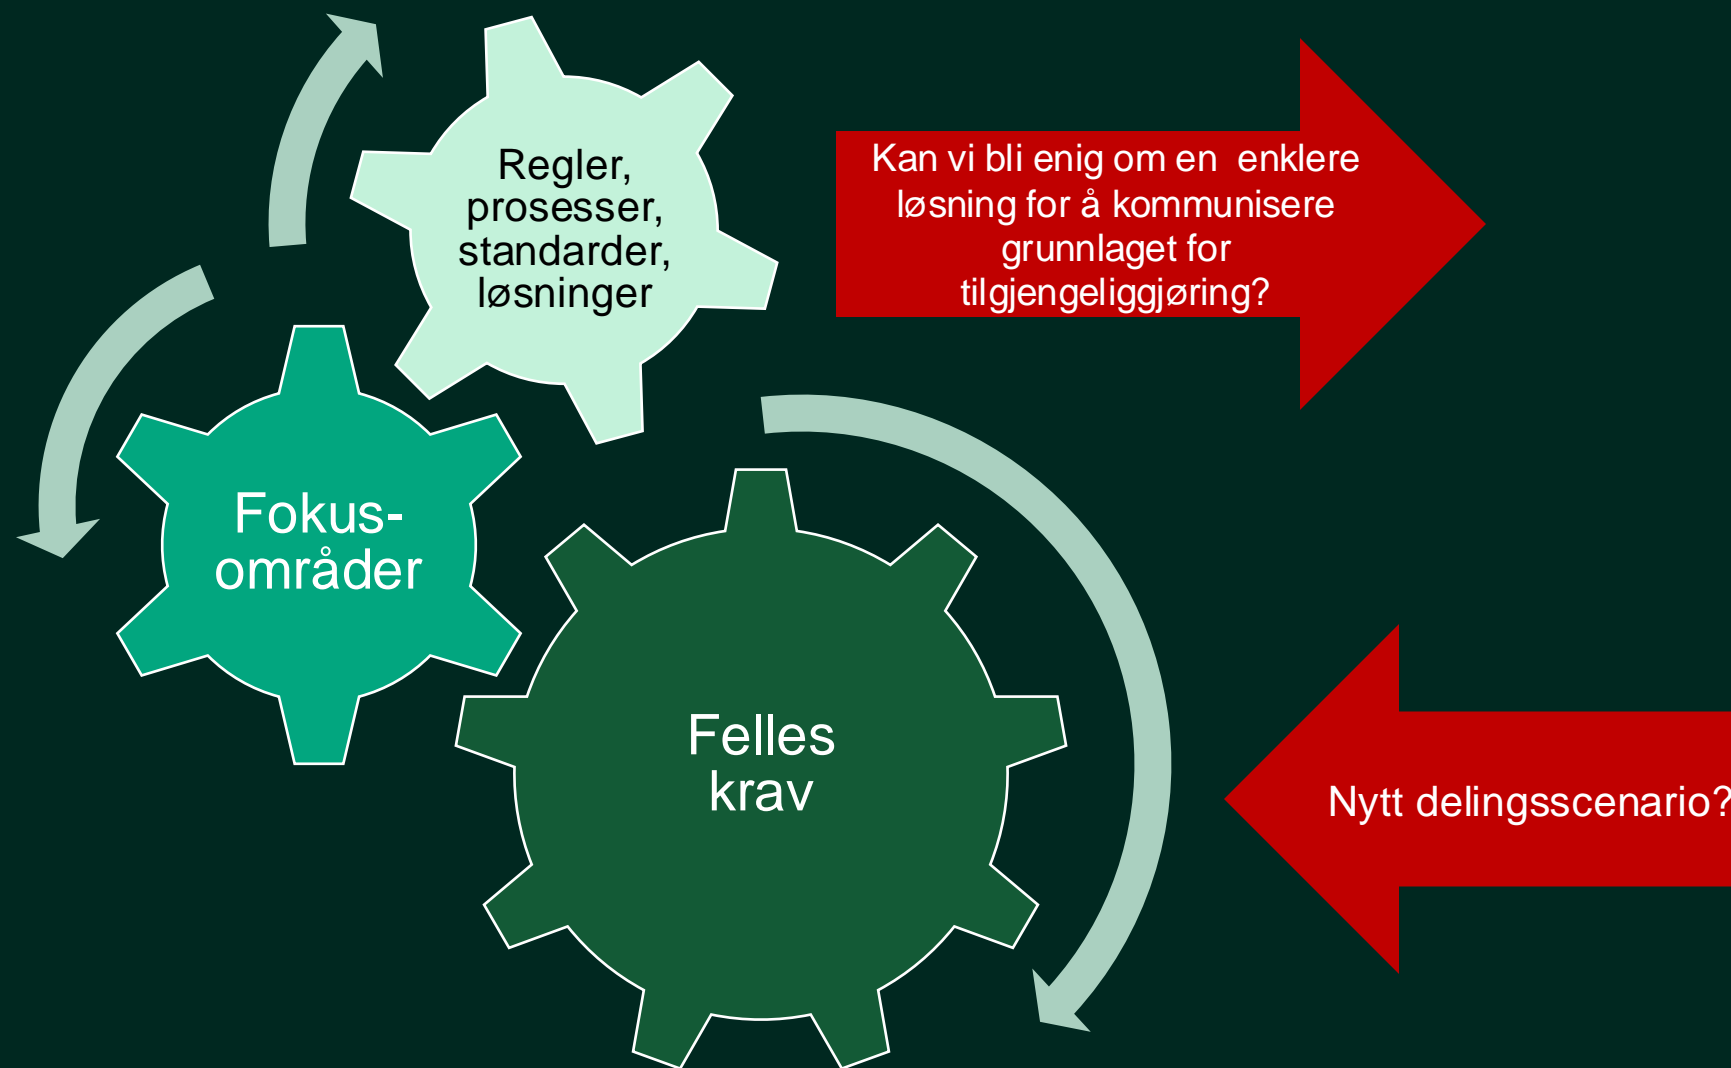 Regler,
prosesser,
standarder,
løsninger
Kan vi bli enig om en  enklere
løsning for å kommunisere
grunnlaget for
tilgjengeliggjøring?
Fokus-
områder
Felles
krav
Nytt delingsscenario?